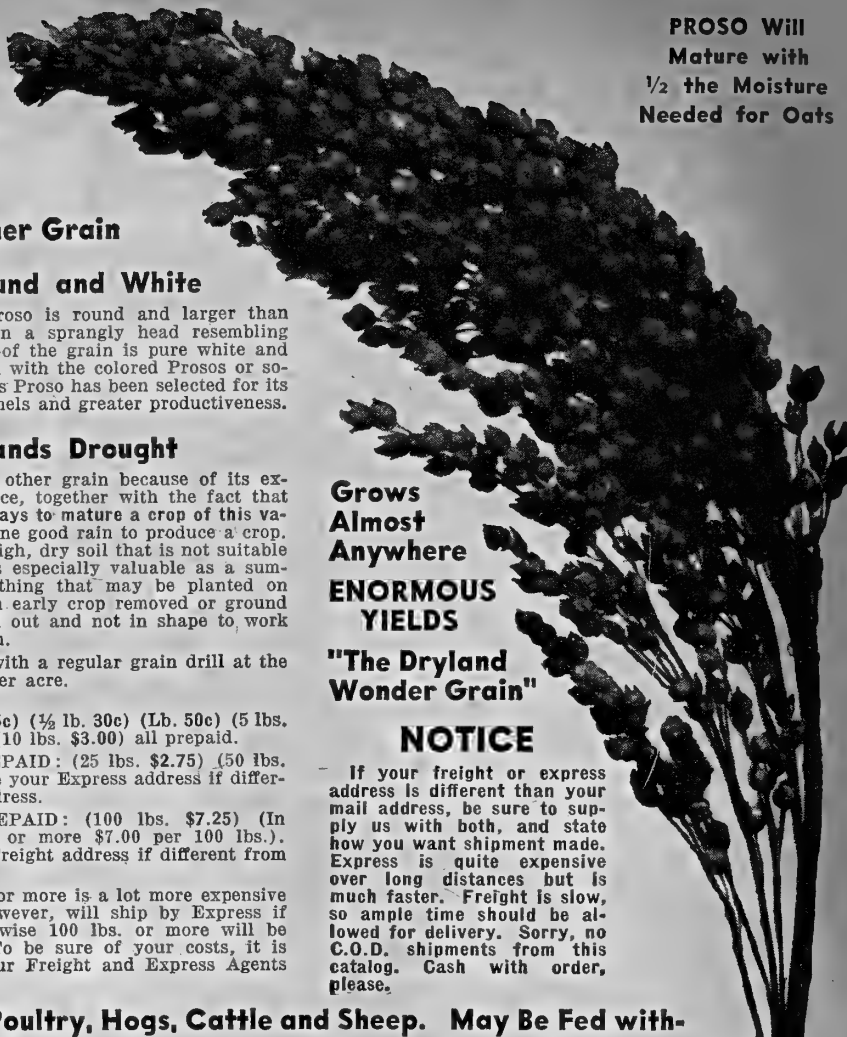 PROSO Will
Mature with
½ the Moisture
Needed for Oats
er Grain
und and White
roso is round and larger than
n a sprangly head resembling
of the grain is pure white and
with the colored Prosos or so-
s Proso has been selected for its
nels and greater productiveness.
ands Drought
other grain because of its ex-
ce, together with the fact that
ays to mature a crop of this va-
ne good rain to produce a crop.
igh, dry soil that is not suitable
s especially valuable as a sum-
thing that may be planted on
early crop removed or ground
out and not in shape to work
n.
with a regular grain drill at the
er acre.
5c) (½ lb. 30c) (Lb. 50c) (5 lbs.
10 lbs. $3.00) all prepaid.
PAID: (25 lbs. $2.75) (50 lbs.
your Express address if differ-
ress.
EPAID: (100 lbs. $7.25) (In
or more $7.00 per 100 lbs.).
reight address if different from
or more is a lot more expensive
wever, will ship by Express if
wise 100 lbs. or more will be
o be sure of your costs, it is
ur Freight and Express Agents
Grows
Almost
Anywhere
ENORMOUS
YIELDS
"The Dryland
Wonder Grain"
NOTICE
If your freight or express
address is different than your
mail address, be sure to sup-
ply us with both, and state
how you want shipment made.
Express is quite expensive
over long distances but is
much faster. Freight is slow,
so ample time should be al-
lowed for delivery. Sorry, no
C.O.D. shipments from this
catalog. Cash with order,
please.
Poultry, Hogs, Cattle and Sheep. May Be Fed with-